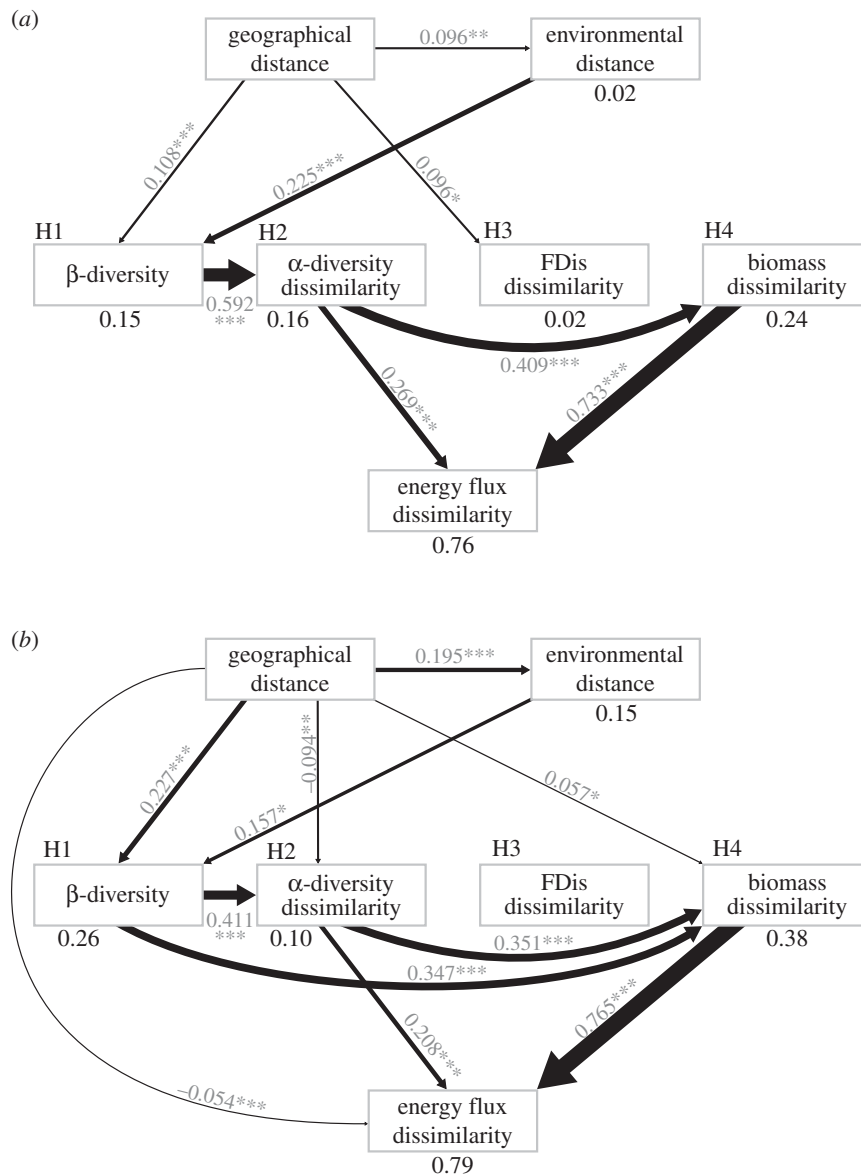 (a)
geographical
distance
0.096**
environmental
distance
0.02
0.108***
0.225***
0.096*
H1
β-diversity
0.15
0.592
***
H2
α-diversity
dissimilarity
0.16
H3
FDis
dissimilarity
0.02
H4
biomass
dissimilarity
0.24
0.409***
0.269***
0.733***
energy flux
dissimilarity
0.76
(b)
geographical
distance
0.195***
environmental
distance
0.15
0.227***
–0.094**
0.157*
0.057*
H1
β-diversity
0.26
0.411
***
H2
α-diversity
dissimilarity
0.10
H3
FDis
dissimilarity
H4
biomass
dissimilarity
0.38
0.351***
0.347***
0.208***
0.765***
–0.054***
energy flux
dissimilarity
0.79